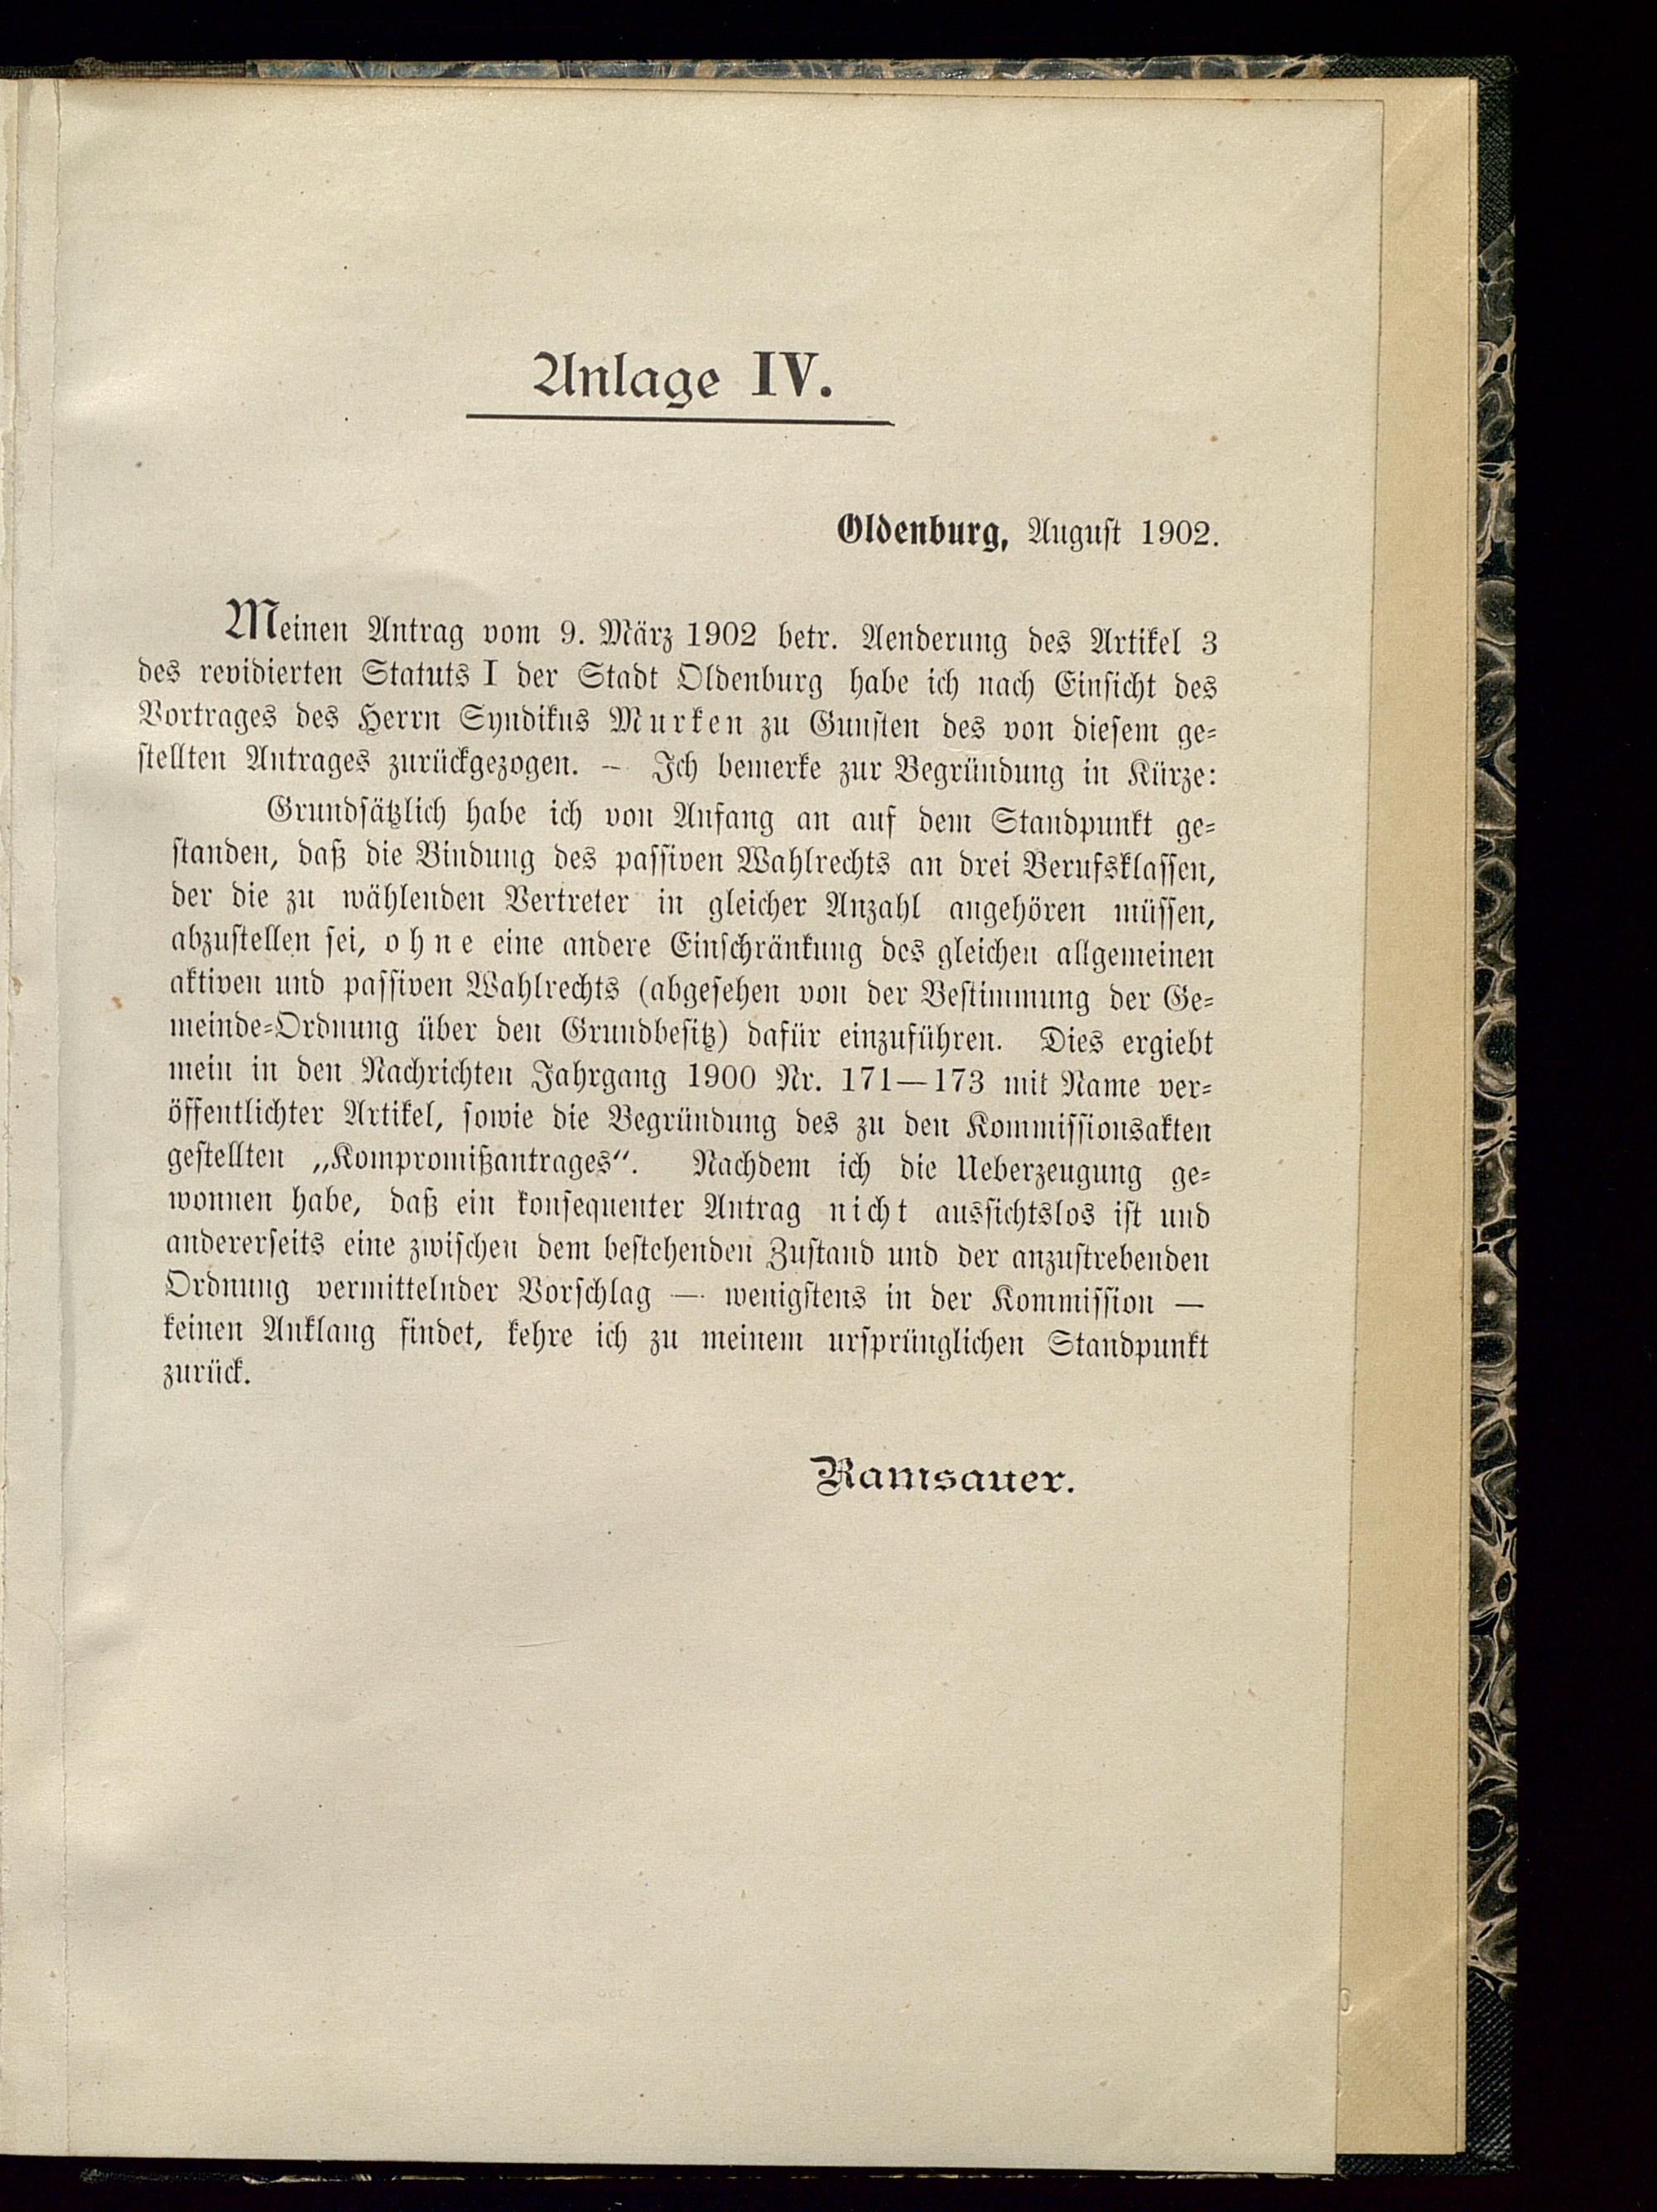 Anlage IV.
Oldenburg, August 1902.
Meinen Antrag vom 9. März 1902 betr. Aenderung des Artikel 3
des revidierten Statuts I der Stadt Oldenburg habe ich nach Einsicht des
Vortrages des Herrn Syndikus Murken zu Gunsten des von diesem ge-
stellten Antrages zurückgezogen. — Ich bemerke zur Begründung in Kürze:
Grundsätzlich habe ich von Anfang an auf dem Standpunkt ge-
standen, daß die Bindung des passiven Wahlrechts an drei Berufsklassen,
der die zu wählenden Vertreter in gleicher Anzahl angehören müssen,
abzustellen sei, ohne eine andere Einschränkung des gleichen allgemeinen
aktiven und passiven Wahlrechts (abgesehen von der Bestimmung der Ge-
meinde-Ordnung über den Grundbesitz) dafür einzuführen. Dies ergiebt
mein in den Nachrichten Jahrgang 1900 Nr. 171—173 mit Name ver-
öffentlichter Artikel, sowie die Begründung des zu den Kommissionsakten
gestellten „Kompromißantrages“. Nachdem ich die Ueberzeugung ge-
wonnen habe, daß ein konsequenter Antrag nicht aussichtslos ist und
andererseits eine zwischen dem bestehenden Zustand und der anzustrebenden
Ordnung vermittelnder Vorschlag — wenigstens in der Kommission —
keinen Anklang findet, kehre ich zu meinem ursprünglichen Standpunkt
zurück.
Ramsauer.